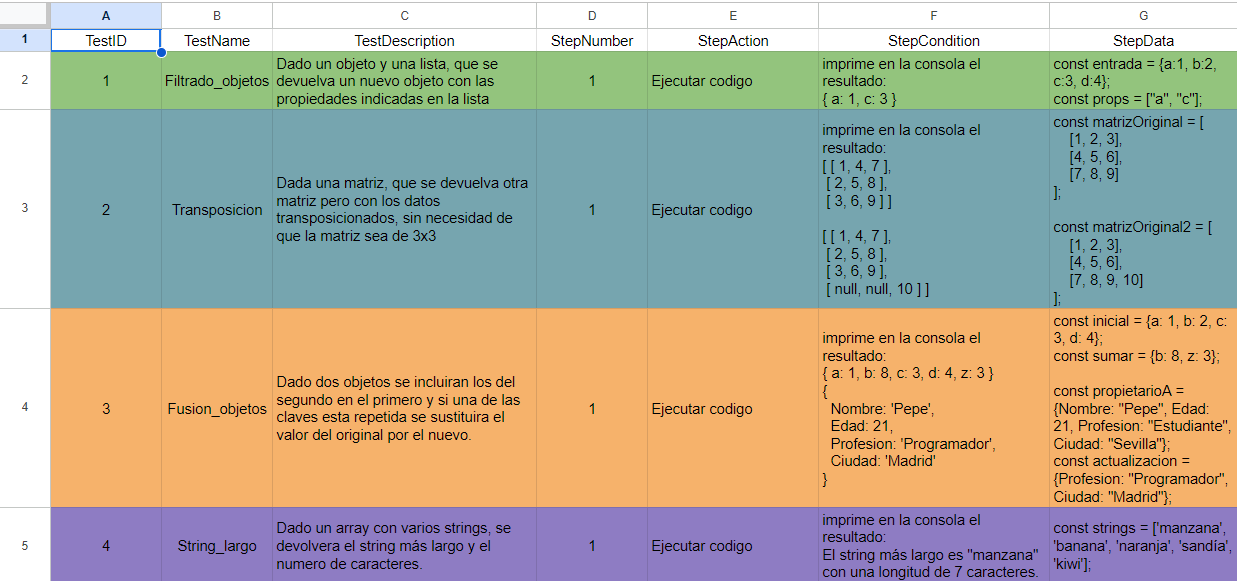 A B C D E F G
1 TestID TestName TestDescription StepNumber StepAction StepCondition StepData
2 1 Filtrado_objetos
Dado un objeto y una lista, que se
devuelva un nuevo objeto con las
propiedades indicadas en la lista
1
Ejecutar codigo
imprime en la consola el
resultado:
{ a: 1, c: 3 }
const entrada = {a:1, b:2,
c:3, d:4};
const props = ["a", "c"];
3 2 Transposicion
Dada una matriz, que se devuelva otra
matriz pero con los datos
transposicionados, sin necesidad de
que la matriz sea de 3x3
1
Ejecutar codigo
imprime en la consola el
resultado:
[ [ 1, 4, 7 ],
[ 2, 5, 8 ],
[ 3, 6, 9 ] ]
[ [ 1, 4, 7 ],
[ 2, 5, 8 ],
[ 3, 6, 9 ],
[ null, null, 10 ] ]
const matrizOriginal = [
[1, 2, 3],
[4, 5, 6],
[7, 8, 9]
];
const matrizOriginal2 = [
[1, 2, 3],
[4, 5, 6],
[7, 8, 9, 10]
];
4 3 Fusion_objetos
Dado dos objetos se incluiran los del
segundo en el primero y si una de las
claves esta repetida se sustituira el
valor del original por el nuevo.
1
Ejecutar codigo
imprime en la consola el
resultado:
{ a: 1, b: 8, c: 3, d: 4, z: 3 }
{
Nombre: 'Pepe',
Edad: 21,
Profesion: 'Programador',
Ciudad: 'Madrid'
}
const inicial = {a: 1, b: 2, c:
3, d: 4};
const sumar = {b: 8, z: 3};
const propietarioA =
{Nombre: "Pepe", Edad:
21, Profesion: "Estudiante",
Ciudad: "Sevilla"};
const actualizacion =
{Profesion: "Programador",
Ciudad: "Madrid"};
5 4 String_largo
Dado un array con varios strings, se
devolvera el string más largo y el
numero de caracteres.
1
Ejecutar codigo
imprime en la consola el
resultado:
El string más largo es "manzana"
con una longitud de 7 caracteres.
const strings = ['manzana',
'banana', 'naranja', 'sandía',
'kiwi'];